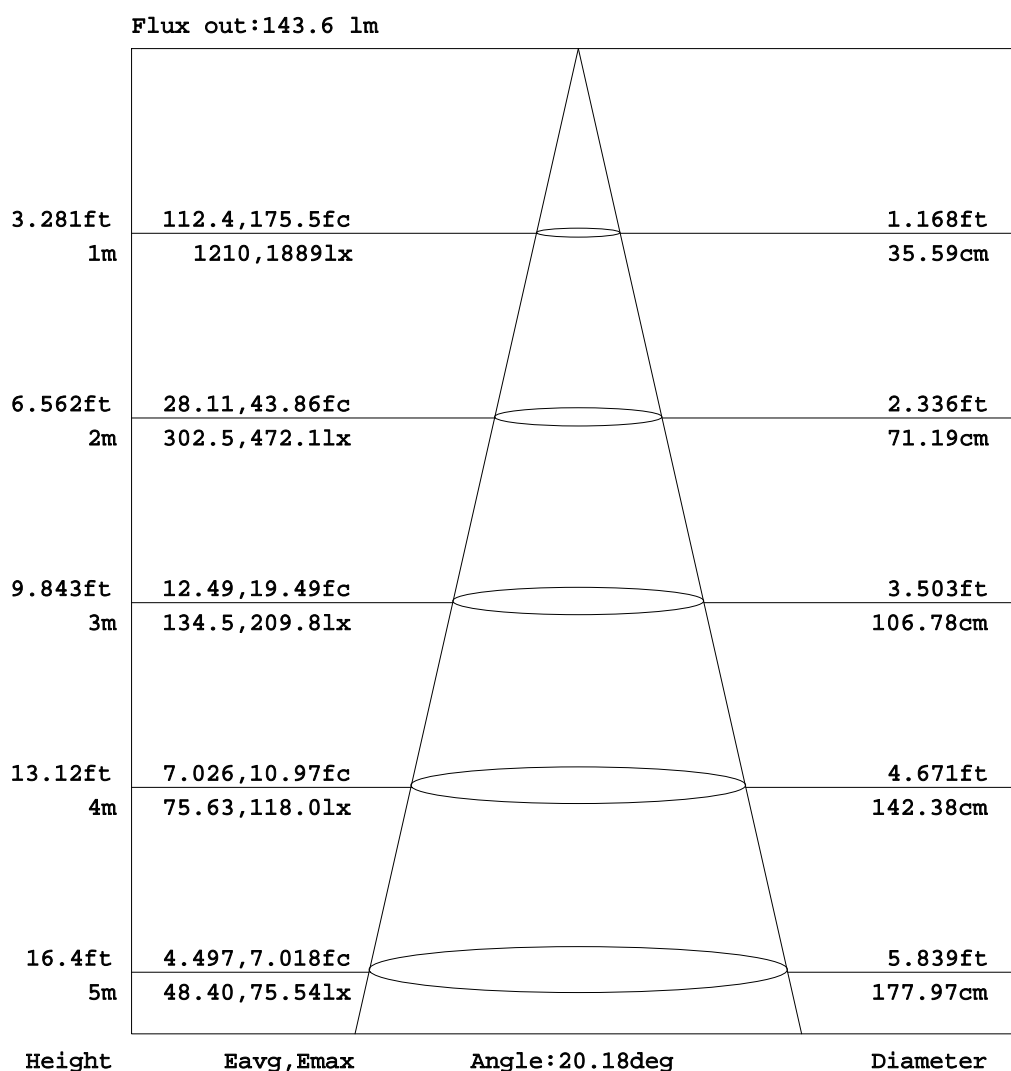 Flux out:143.6 lm
3.281ft 112.4,175.5fc 1.168ft
1m 1210,1889lx 35.59cm
6.562ft 28.11,43.86fc 2.336ft
2m 302.5,472.1lx 71.19cm
9.843ft 12.49,19.49fc 3.503ft
3m 134.5,209.8lx 106.78cm
13.12ft 7.026,10.97fc 4.671ft
4m 75.63,118.0lx 142.38cm
16.4ft 4.497,7.018fc 5.839ft
5m 48.40,75.54lx 177.97cm
Height Eavg,Emax Angle:20.18deg Diameter